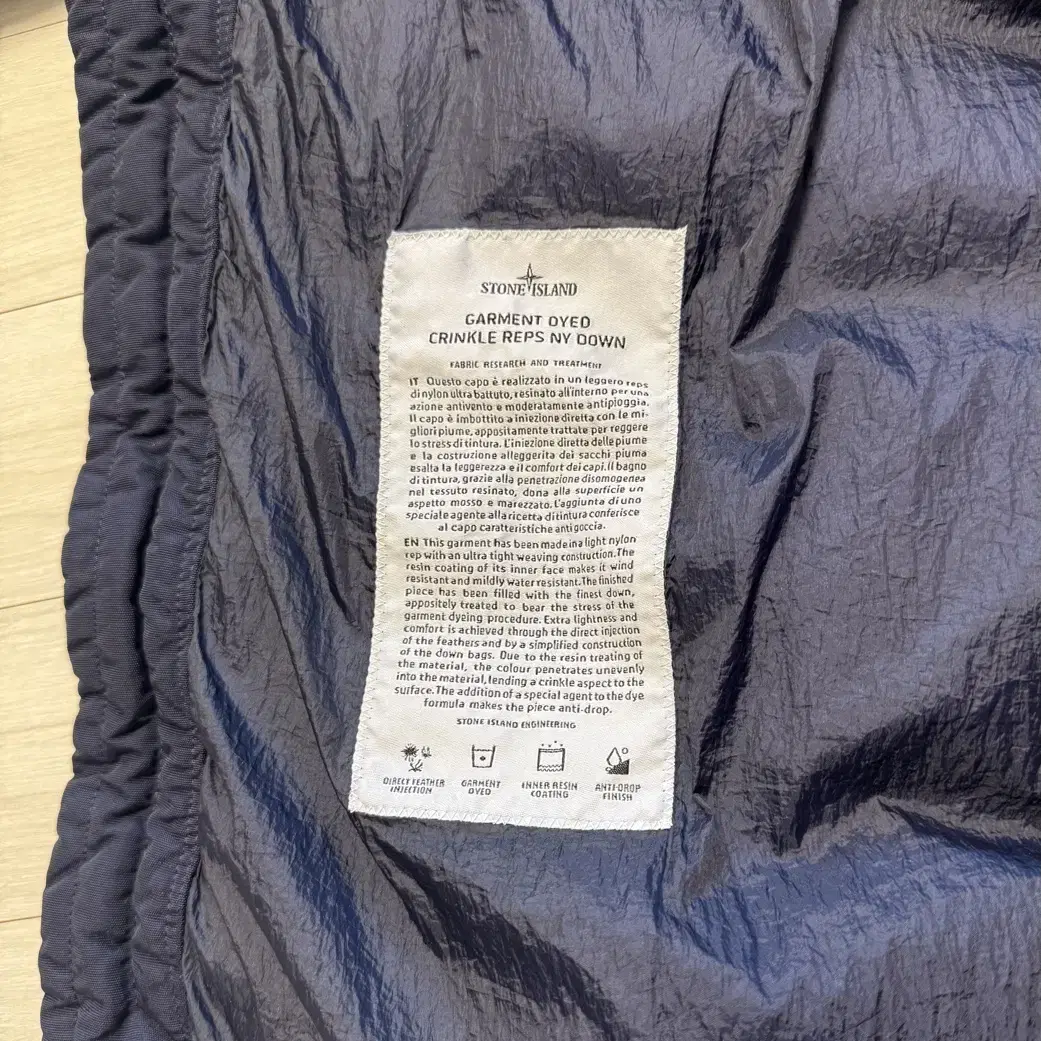 STONE ISLAND
GARMENT DYED
CRINKLE REPS NY DOWN
FABRIC RESEARCH AND TREATMENT
IT Questo capo è realizzato in un leggero reps
di nylon ultra battuto, resinato all'interno per una
azione antivento e moderatamente antipioggia.
Il capo è imbottito a iniezione diretta con le mi-
gliori piume, appositamente trattate per reggere
lo stress di tintura. L'iniezione diretta delle piume
e la costruzione alleggerita dei sacchi piuma
esalta la leggerezza e il comfort dei capi. Il bagno
di tintura, grazie alla penetrazione disomogenea
nel tessuto resinato, dona alla superficie un
aspetto mosso e marezzato. L'aggiunta di uno
speciale agente alla ricetta di tintura conferisce
al capo caratteristiche antigoccia.
EN This garment has been made in a light nylon
rep with an ultra tight weaving construction. The
resin coating of its inner face makes it wind
resistant and mildly water resistant. The finished
piece has been filled with the finest down,
appositely treated to bear the stress of the
garment dyeing procedure. Extra lightness and
comfort is achieved through the direct injection
of the feathers and by a simplified construction
of the down bags. Due to the resin treating of
the material, the colour penetrates unevenly
into the material, lending a crinkle aspect to the
surface. The addition of a special agent to the dye
formula makes the piece anti-drop.
STONE ISLAND ENGINEERING
DIRECT FEATHER
INJECTION
GARMENT
DYED
INNER RESIN
COATING
ANTI-DROP
FINISH